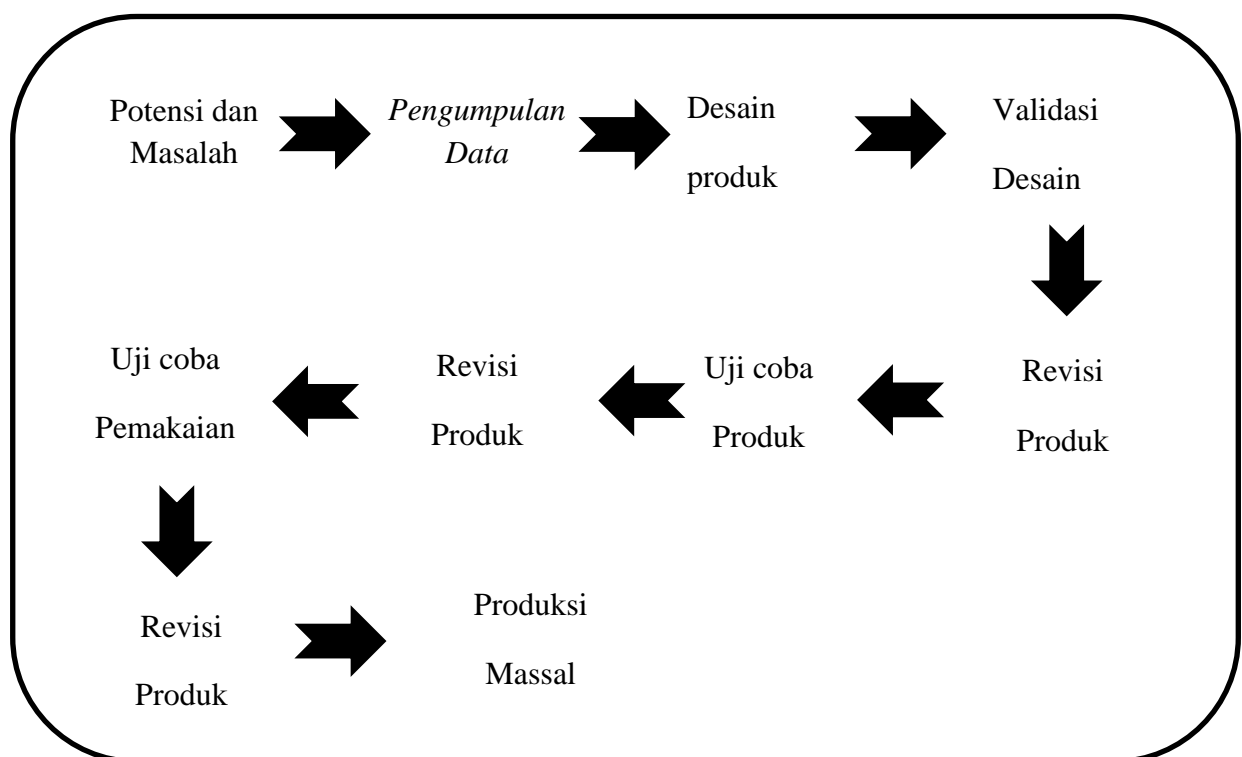 Potensi dan
Masalah
Pengumpulan
Data
Desain
produk
Validasi
Desain
Revisi
Produk
Uji coba
Produk
Revisi
Produk
Uji coba
Pemakaian
Revisi
Produk
Produksi
Massal